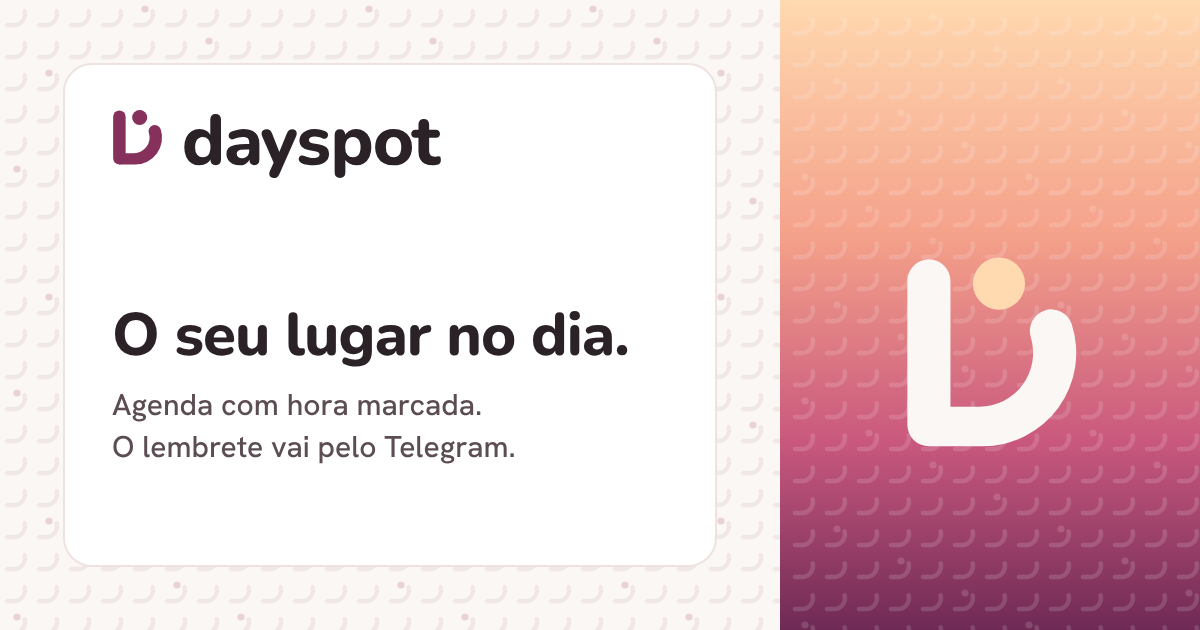 dayspot
O seu lugar no dia.
Agenda com hora marcada.
O lembrete vai pelo Telegram.